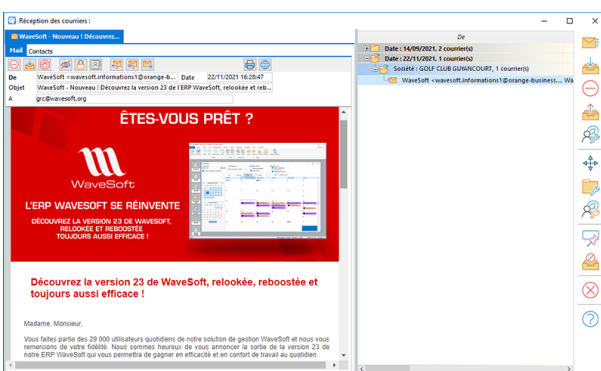 Réception des courriers :
WaveSoft - Nouveau ! Découvrez...
Mail Contacts
De WaveSoft <wavesoft.informations1@orange-b... Date 22/11/2021 16:28:47
Objet WaveSoft - Nouveau ! Découvrez la version 23 de l'ERP WaveSoft, relookée et reb...
A grc@wavesoft.org
ÊTES-VOUS PRÊT ?
WaveSoft
L'ERP WAVESOFT SE RÉINVENTE
DÉCOUVREZ LA VERSION 23 DE WAVESOFT,
RELOOKÉE ET REBOOSTÉE
TOUJOURS AUSSI EFFICACE !
Découvrez la version 23 de WaveSoft, relookée, reboostée et
toujours aussi efficace !
Madame, Monsieur,
Vous faites partie des 29 000 utilisateurs quotidiens de notre solution de gestion WaveSoft et nous vous
remercions de votre fidélité. Nous sommes heureux de vous annoncer la sortie de la version 23 de
notre ERP WaveSoft qui vous permettra de gagner en efficacité et en confort de travail au quotidien.
De
Date : 14/09/2021, 2 courrier(s)
Date : 22/11/2021, 1 courrier(s)
Société : GOLF CLUB GUYANCOURT, 1 courrier(s)
WaveSoft <wavesoft.informations1@orange-business.... Wa